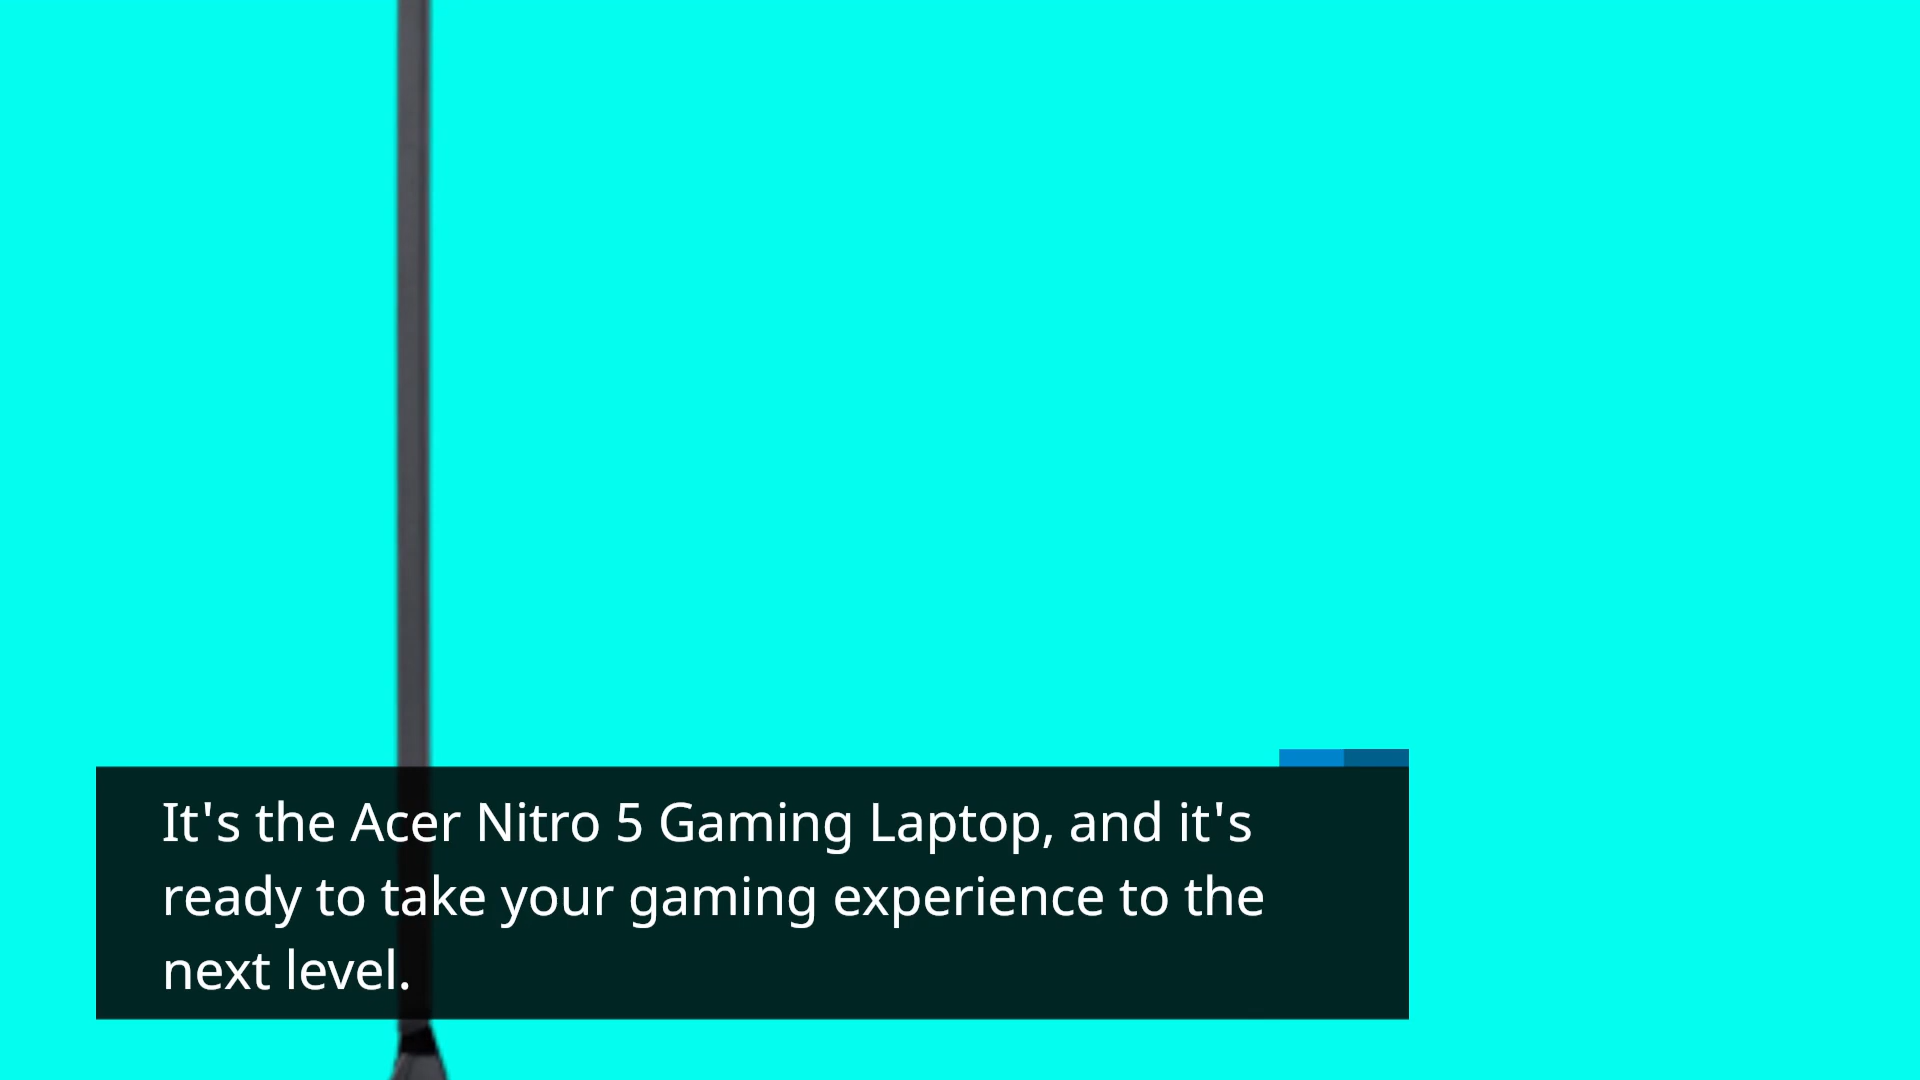 It's the Acer Nitro 5 Gaming Laptop, and it's
ready to take your gaming experience to the
next level.